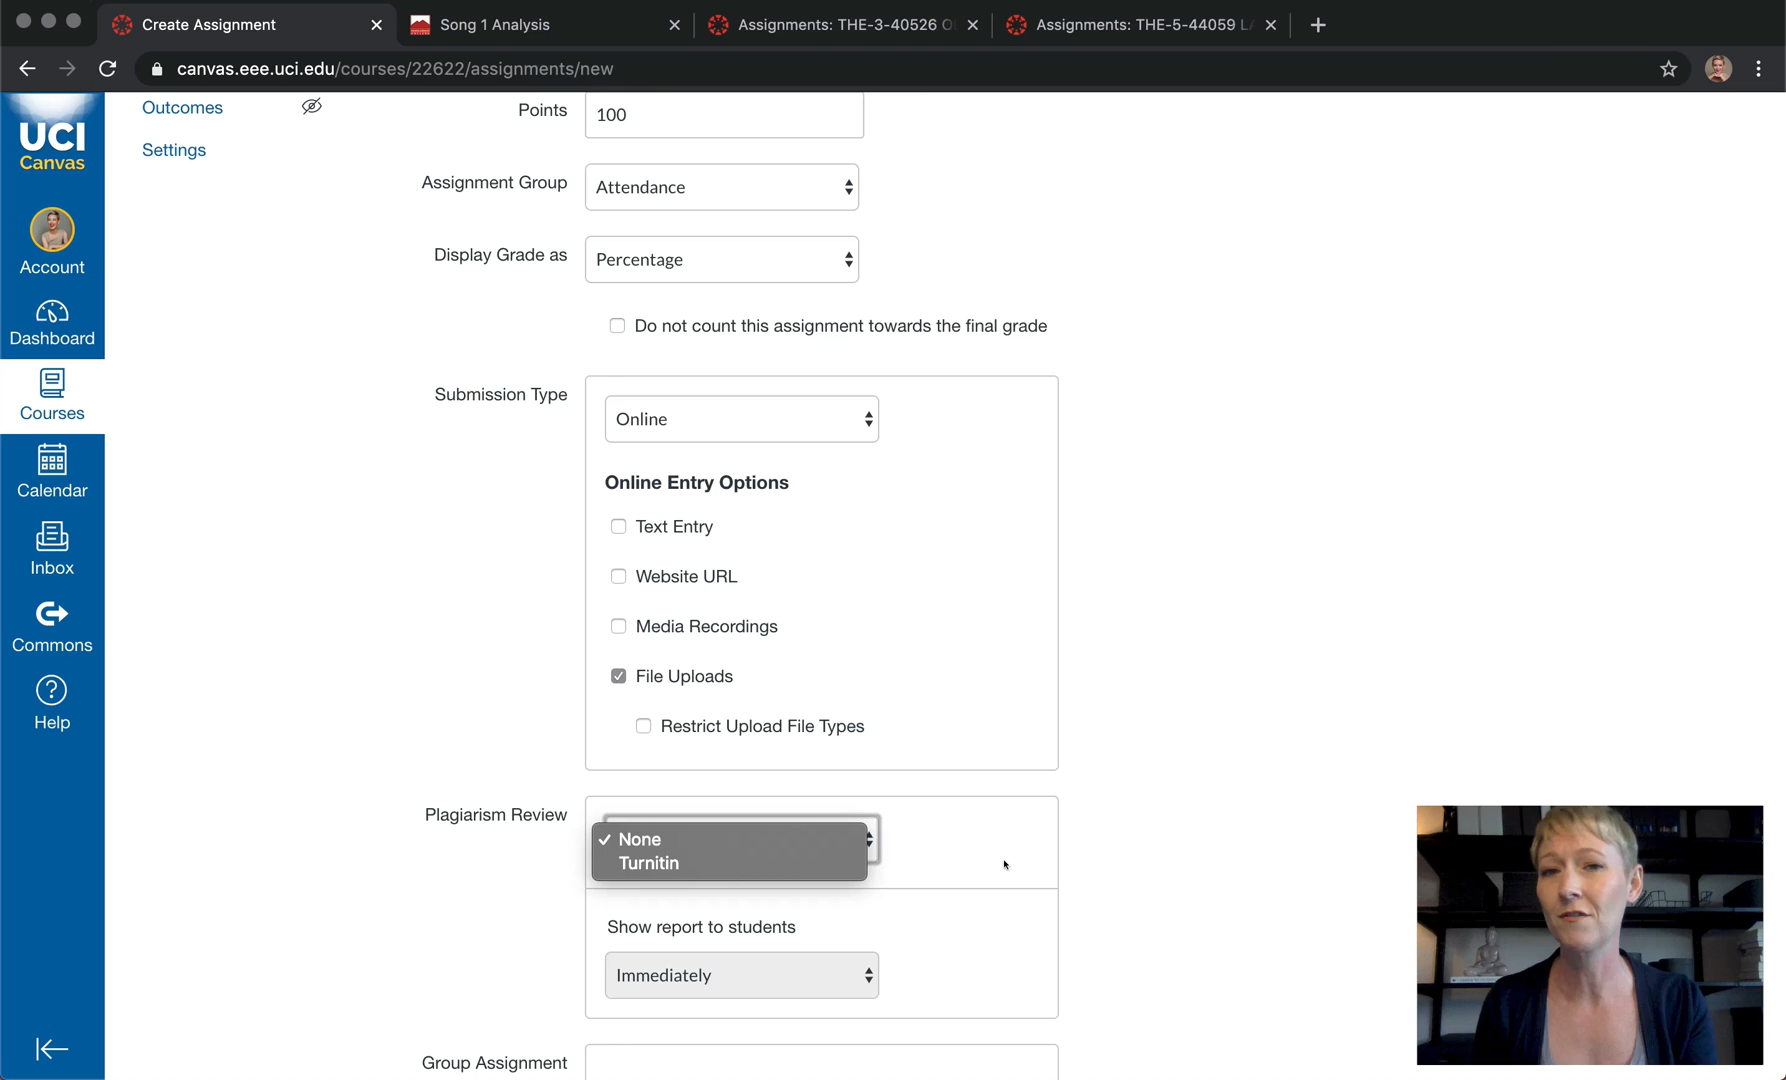 Create Assignment
Song 1 Analysis
Assignments: THE-3-40526 O
Assignments: THE-5-44059 LA
canvas.eee.uci.edu/courses/22622/assignments/new
UCI
Canvas
Account
Dashboard
Courses
Calendar
Inbox
Commons
Help
Outcomes
Settings
Points
100
Assignment Group
Attendance
Display Grade as
Percentage
Do not count this assignment towards the final grade
Submission Type
Online
Online Entry Options
Text Entry
Website URL
Media Recordings
File Uploads
Restrict Upload File Types
Plagiarism Review
None
Turnitin
Show report to students
Immediately
Group Assignment